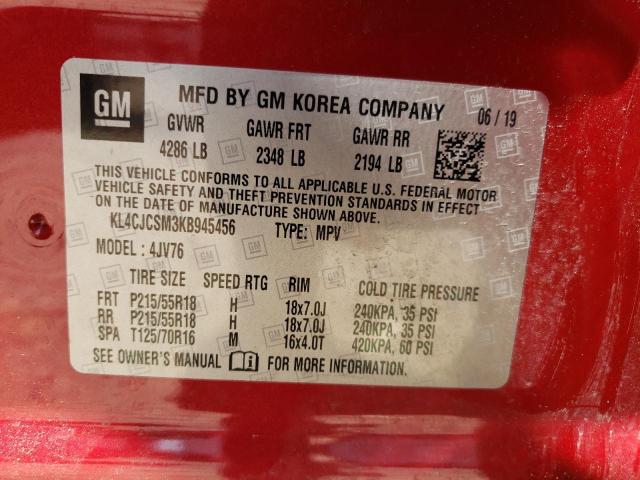 GM MFD BY GM KOREA COMPANY 06/19
GVWR GAWR FRT GAWR RR
4286 LB 2348 LB 2194 LB
THIS VEHICLE CONFORMS TO ALL APPLICABLE U.S. FEDERAL MOTOR
VEHICLE SAFETY AND THEFT PREVENTION STANDARDS IN EFFECT
ON THE DATE OF MANUFACTURE SHOWN ABOVE.
KL4CJCSM3KB945456 TYPE: MPV
MODEL: 4JV76
TIRE SIZE SPEED RTG RIM COLD TIRE PRESSURE
FRT P215/55R18 H 18x7.0J 240KPA, 35 PSI
RR P215/55R18 H 18x7.0J 240KPA, 35 PSI
SPA T125/70R16 M 16x4.0T 420KPA, 60 PSI
SEE OWNER'S MANUAL FOR MORE INFORMATION.